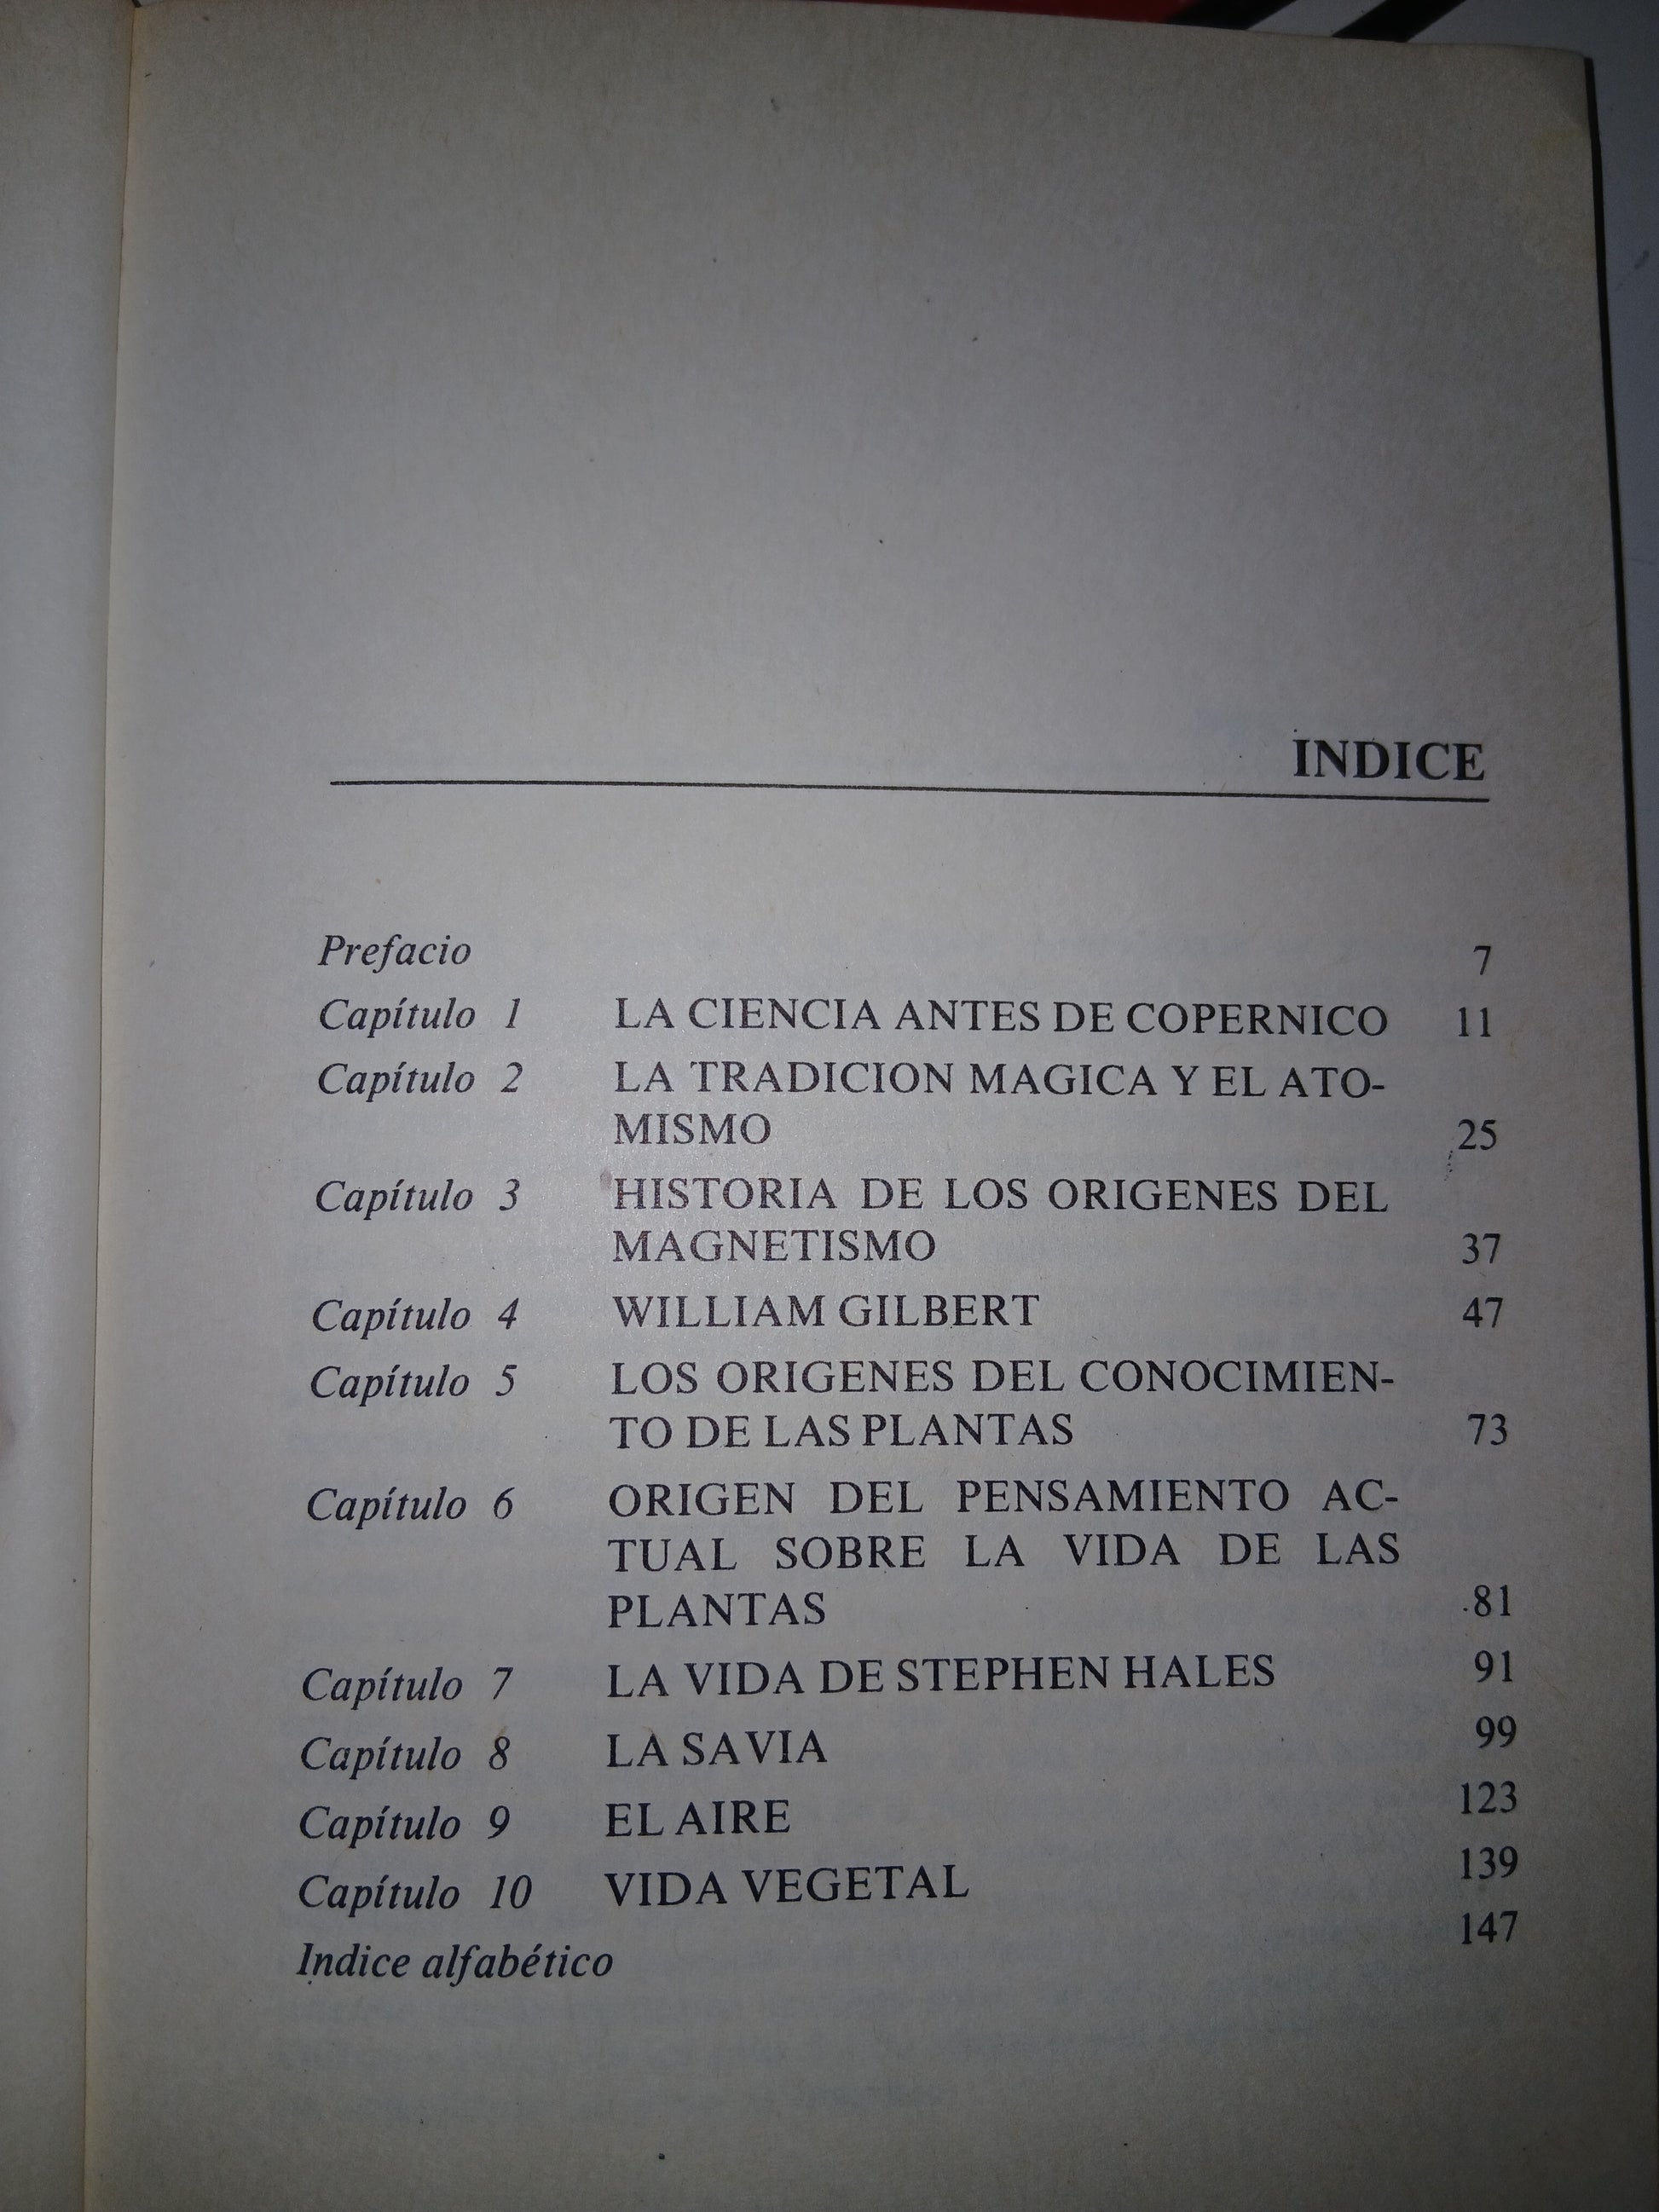 INDICE
Prefacio 7
Capítulo 1 LA CIENCIA ANTES DE COPERNICO 11
Capítulo 2 LA TRADICION MAGICA Y EL ATO-
MISMO 25
Capítulo 3 HISTORIA DE LOS ORIGENES DEL
MAGNETISMO 37
Capítulo 4 WILLIAM GILBERT 47
Capítulo 5 LOS ORIGENES DEL CONOCIMIEN-
TO DE LAS PLANTAS 73
Capítulo 6 ORIGEN DEL PENSAMIENTO AC-
TUAL SOBRE LA VIDA DE LAS
PLANTAS 81
Capítulo 7 LA VIDA DE STEPHEN HALES 91
Capítulo 8 LA SAVIA 99
Capítulo 9 EL AIRE 123
Capítulo 10 VIDA VEGETAL 139
Indice alfabético 147